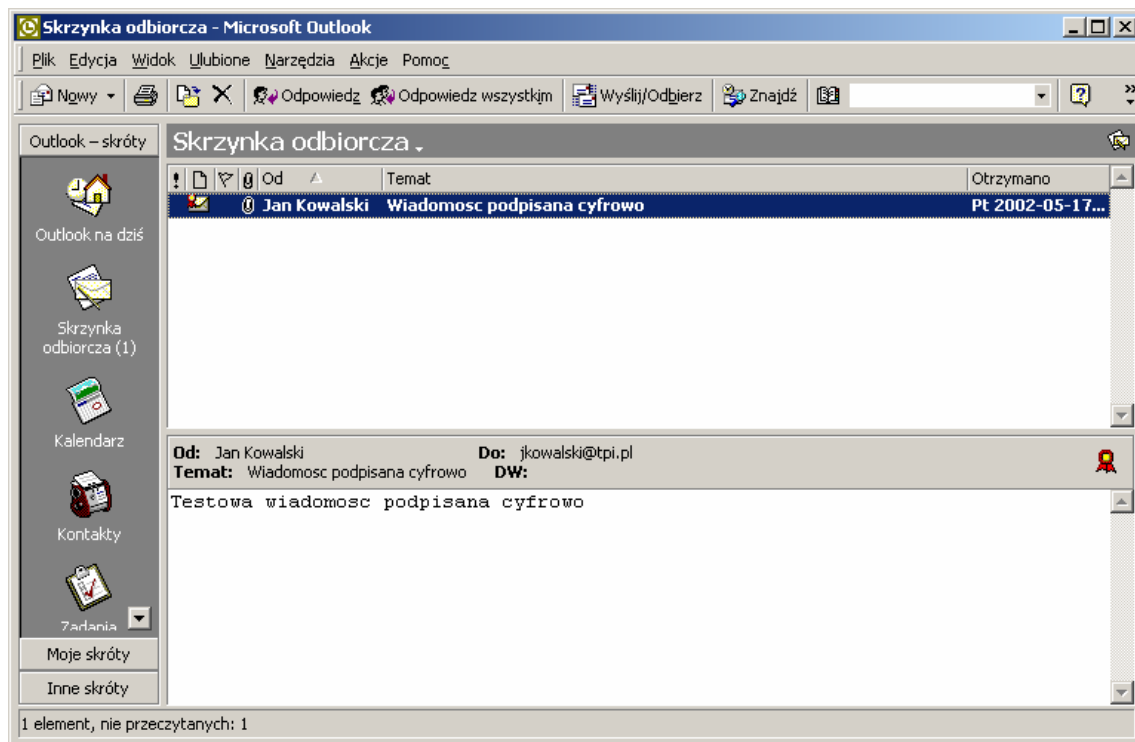 Skrzynka odbiorcza - Microsoft Outlook
Plik Edycja Widok Ulubione Narzędzia Akcje Pomoc
Nowy Odpowiedz Odpowiedz wszystkim Wyślij/Odbierz Znajdź
Outlook – skróty
Skrzynka odbiorcza
Od Temat Otrzymano
Jan Kowalski Wiadomosc podpisana cyfrowo Pt 2002-05-17...
Outlook na dziś
Skrzynka
odbiorcza (1)
Kalendarz
Kontakty
Zadania
Moje skróty
Inne skróty
Od: Jan Kowalski Do: jkowalski@tpi.pl
Temat: Wiadomosc podpisana cyfrowo DW:
Testowa wiadomosc podpisana cyfrowo
1 element, nie przeczytanych: 1